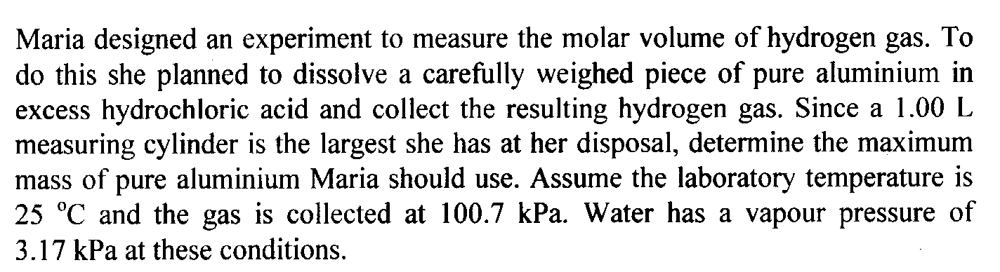 Maria designed an experiment to measure the molar volume of hydrogen gas. To
do this she planned to dissolve a carefully weighed piece of pure aluminium in
excess hydrochloric acid and collect the resulting hydrogen gas. Since a 1.00 L
measuring cylinder is the largest she has at her disposal, determine the maximum
mass of pure aluminium Maria should use. Assume the laboratory temperature is
25 °C and the gas is collected at 100.7 kPa. Water has a vapour pressure of
3.17 kPa at these conditions.